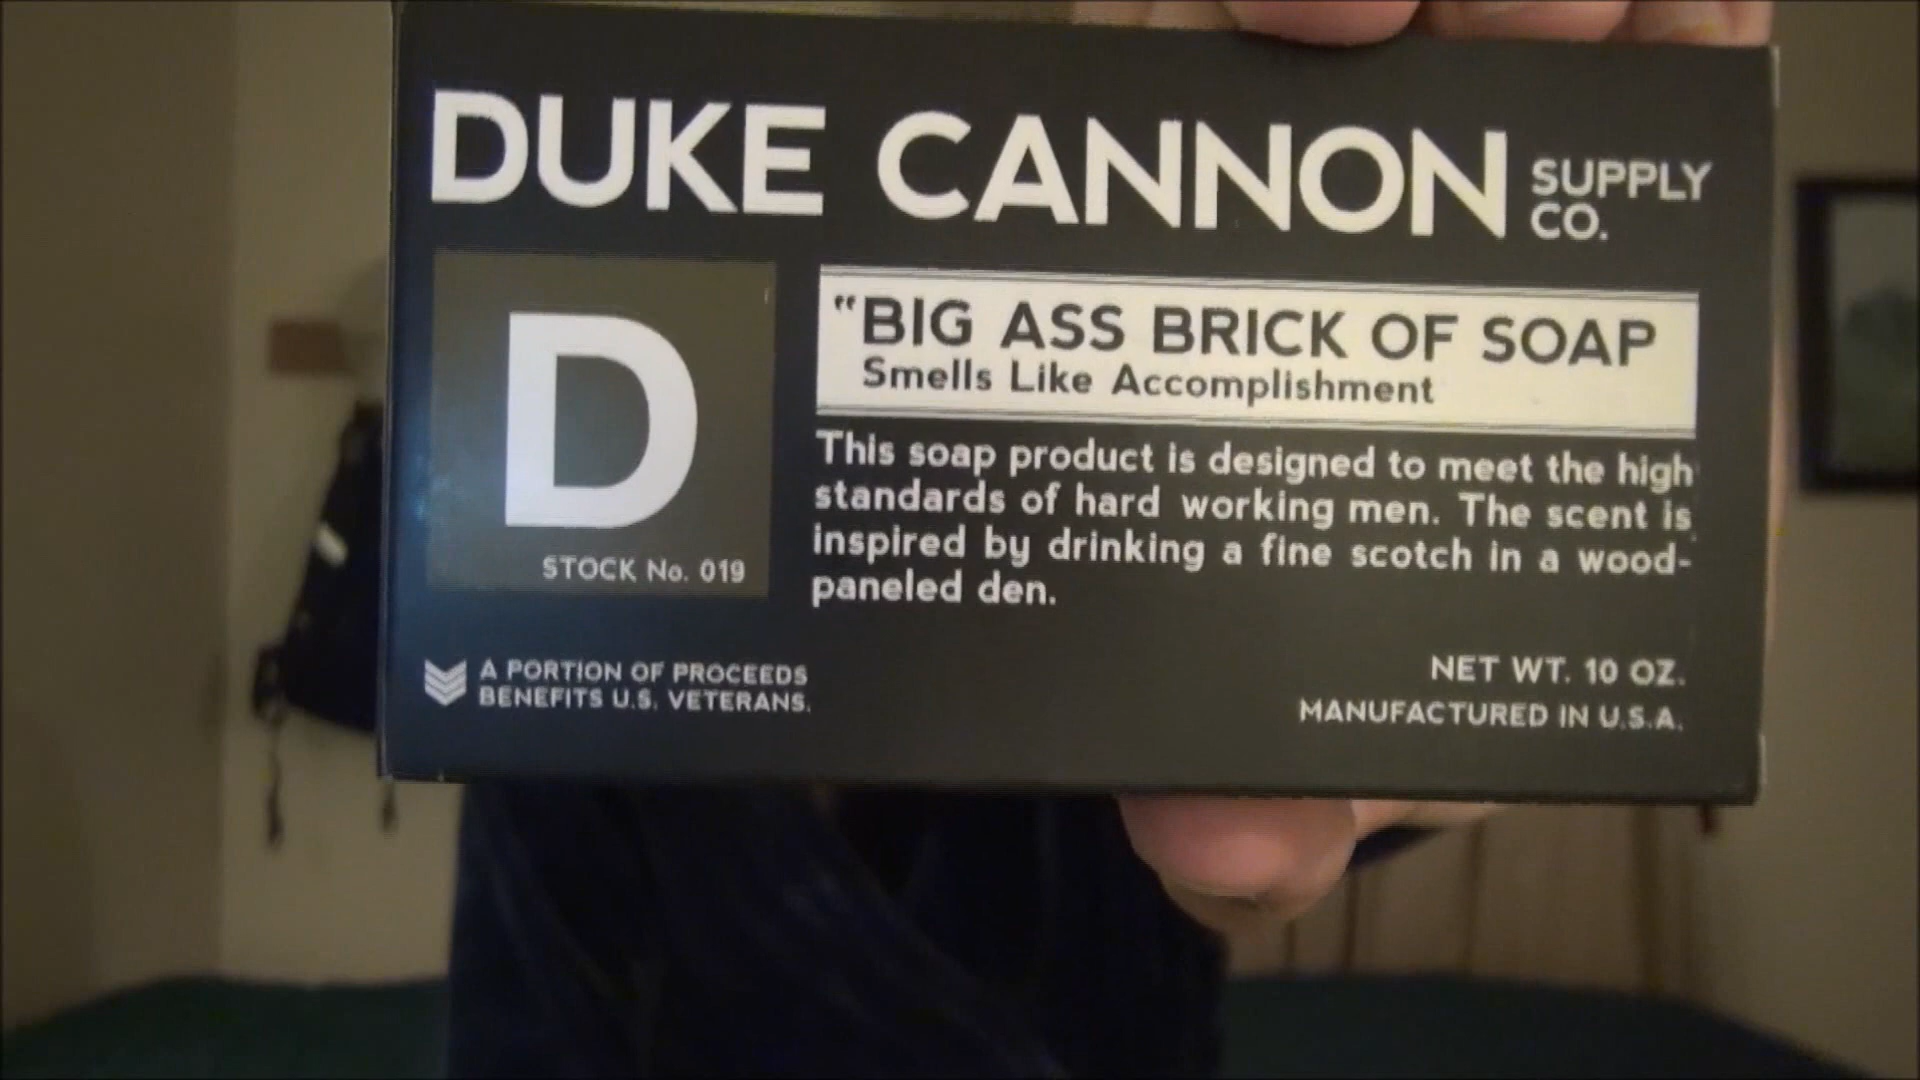 DUKE CANNON SUPPLY CO.
D
STOCK No. 019
"BIG ASS BRICK OF SOAP
Smells Like Accomplishment
This soap product is designed to meet the high
standards of hard working men. The scent is
inspired by drinking a fine scotch in a wood-
paneled den.
A PORTION OF PROCEEDS
BENEFITS U.S. VETERANS.
NET WT. 10 OZ.
MANUFACTURED IN U.S.A.